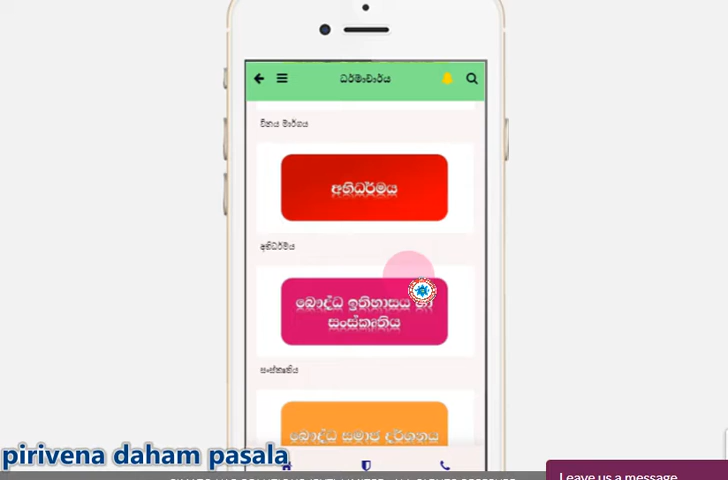 ධර්මාචාර්ය
විනය මාර්ගය
අභිධර්මය
අභිධර්මය
බෞද්ධ ඉතිහාසය හා
සංස්කෘතිය
සංස්කෘතිය
බෞද්ධ සමාජ දර්ශනය
pirivena daham pasala
Leave us a message